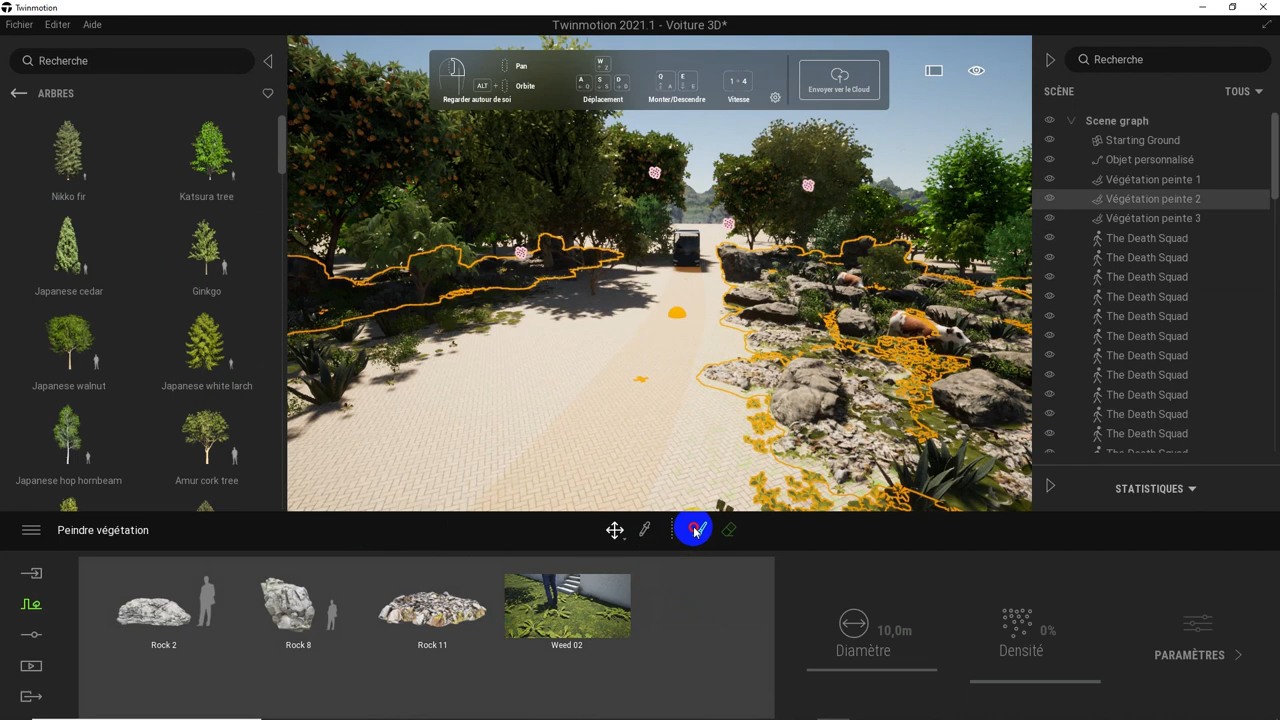 Twinmotion
Fichier Editer Aide
Twinmotion 2021.1 - Voiture 3D*
Recherche
ARBRES
Nikko fir
Katsura tree
Japanese cedar
Ginkgo
Japanese walnut
Japanese white larch
Japanese hop hornbeam
Amur cork tree
Pan
ALT +
Orbite
Regarder autour de soi
W
A S D
Déplacement
Q E
Monter/Descendre
1 - 4
Vitesse
Envoyer ver le Cloud
Recherche
SCÈNE
TOUS
Scene graph
Starting Ground
Objet personnalisé
Végétation peinte 1
Végétation peinte 2
Végétation peinte 3
The Death Squad
The Death Squad
The Death Squad
The Death Squad
The Death Squad
The Death Squad
The Death Squad
The Death Squad
The Death Squad
The Death Squad
The Death Squad
The Death Squad
STATISTIQUES
Peindre végétation
Rock 2
Rock 8
Rock 11
Weed 02
10,0m
Diamètre
0%
Densité
PARAMÈTRES